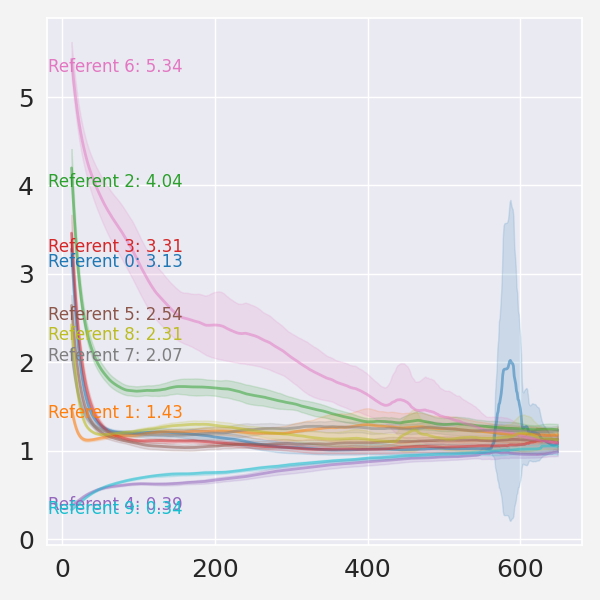 Referent 6: 5.34
5
Referent 2: 4.04
4
Referent 3: 3.31
Referent 0: 3.13
3
Referent 5: 2.54
Referent 8: 2.31
Referent 7: 2.07
2
Referent 1: 1.43
1
Referent 4: 0.39
Referent 9: 0.34
0
0 200 400 600